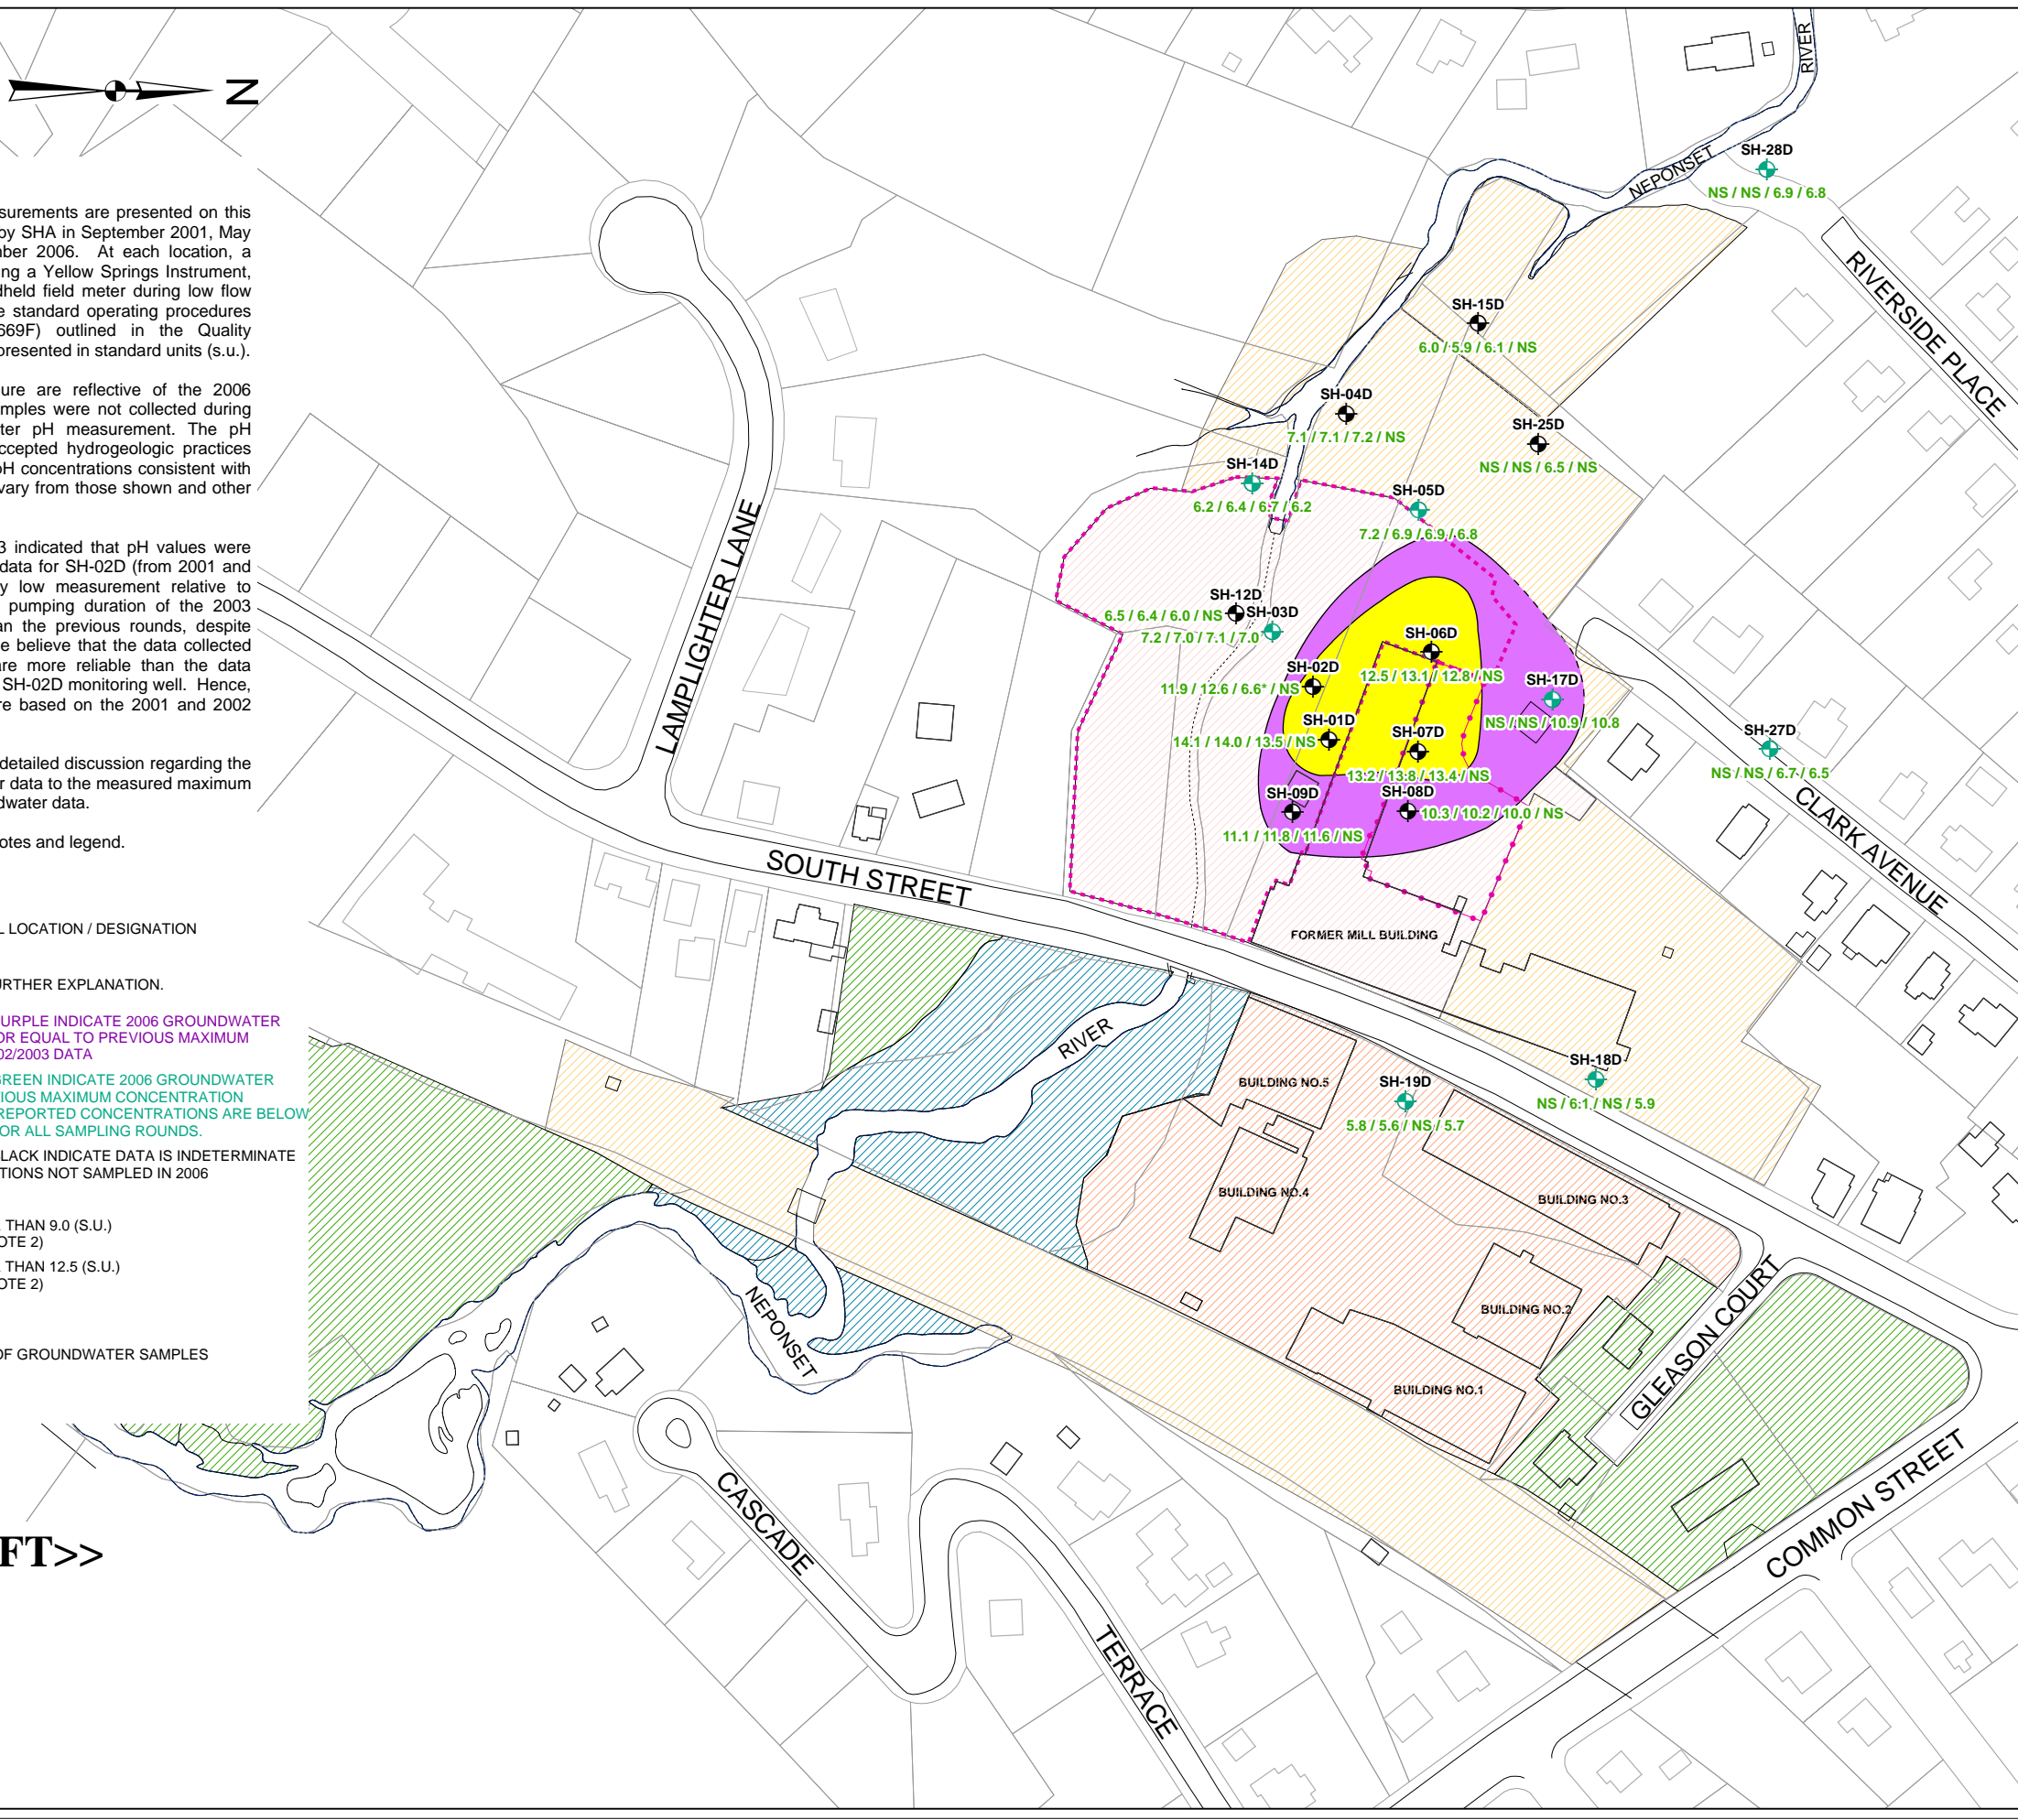 N
surements are presented on this
by SHA in September 2001, May
ber 2006. At each location, a
ng a Yellow Springs Instrument,
dheld field meter during low flow
e standard operating procedures
669F) outlined in the Quality
presented in standard units (s.u.).
ure are reflective of the 2006
mples were not collected during
ter pH measurement. The pH
ccepted hydrogeologic practices
pH concentrations consistent with
vary from those shown and other
3 indicated that pH values were
data for SH-02D (from 2001 and
y low measurement relative to
pumping duration of the 2003
an the previous rounds, despite
e believe that the data collected
are more reliable than the data
SH-02D monitoring well. Hence,
re based on the 2001 and 2002
detailed discussion regarding the
r data to the measured maximum
dwater data.
otes and legend.
L LOCATION / DESIGNATION
URTHER EXPLANATION.
URPLE INDICATE 2006 GROUNDWATER
OR EQUAL TO PREVIOUS MAXIMUM
02/2003 DATA
GREEN INDICATE 2006 GROUNDWATER
IOUS MAXIMUM CONCENTRATION
REPORTED CONCENTRATIONS ARE BELOW
OR ALL SAMPLING ROUNDS.
LACK INDICATE DATA IS INDETERMINATE
TIONS NOT SAMPLED IN 2006
THAN 9.0 (S.U.)
OTE 2)
THAN 12.5 (S.U.)
OTE 2)
OF GROUNDWATER SAMPLES
FT>>
RIVER
NEPONSET
SH-28D
NS / NS / 6.9 / 6.8
RIVERSIDE PLACE
SH-15D
6.0 / 5.9 / 6.1 / NS
SH-04D
7.1 / 7.1 / 7.2 / NS
SH-25D
NS / NS / 6.5 / NS
SH-14D
6.2 / 6.4 / 6.7 / 6.2
SH-05D
7.2 / 6.9 / 6.9 / 6.8
LAMPLIGHTER LANE
SH-12D
6.5 / 6.4 / 6.0 / NS
SH-03D
7.2 / 7.0 / 7.1 / 7.0
SH-06D
12.5 / 13.1 / 12.8 / NS
SH-02D
11.9 / 12.6 / 6.6* / NS
SH-17D
NS / NS / 10.9 / 10.8
SH-01D
14.1 / 14.0 / 13.5 / NS
SH-07D
13.2 / 13.8 / 13.4 / NS
SH-27D
NS / NS / 6.7 / 6.5
SH-09D
11.1 / 11.8 / 11.6 / NS
SH-08D
10.3 / 10.2 / 10.0 / NS
CLARK AVENUE
SOUTH STREET
FORMER MILL BUILDING
RIVER
SH-18D
NS / 6.1 / NS / 5.9
BUILDING NO.5
SH-19D
5.8 / 5.6 / NS / 5.7
BUILDING NO.4
BUILDING NO.3
NEPONSET
BUILDING NO.2
GLEASON COURT
BUILDING NO.1
COMMON STREET
CASCADE
TERRACE